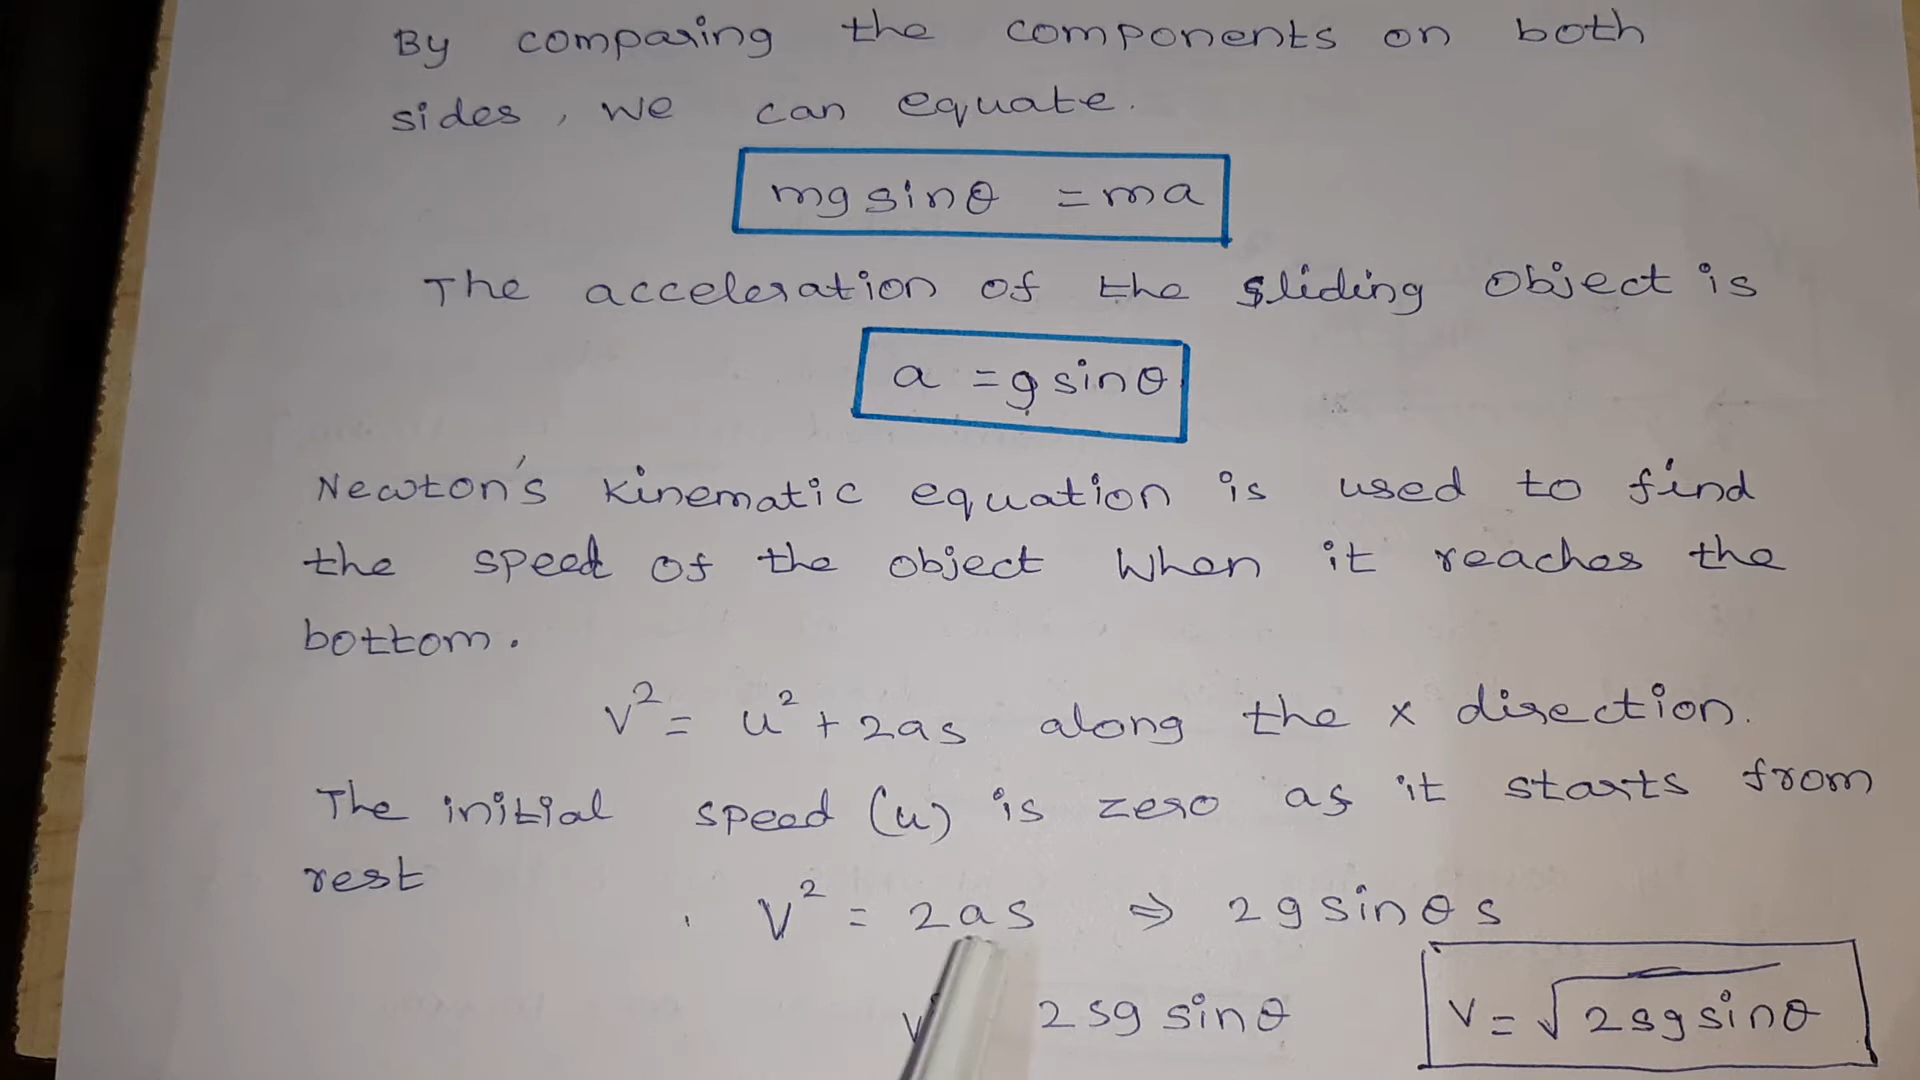 By comparing the components on both
sides, we can equate.
mg sinθ = ma
The acceleration of the sliding object is
a = g sinθ
Newton's kinematic equation is used to find
the speed of the object when it reaches the
bottom.
v² = u² + 2as along the x direction.
The initial speed (u) is zero as it starts from
rest
v² = 2as ⇒ 2g sinθ s
v 2sg sinθ
v = √2sg sinθ